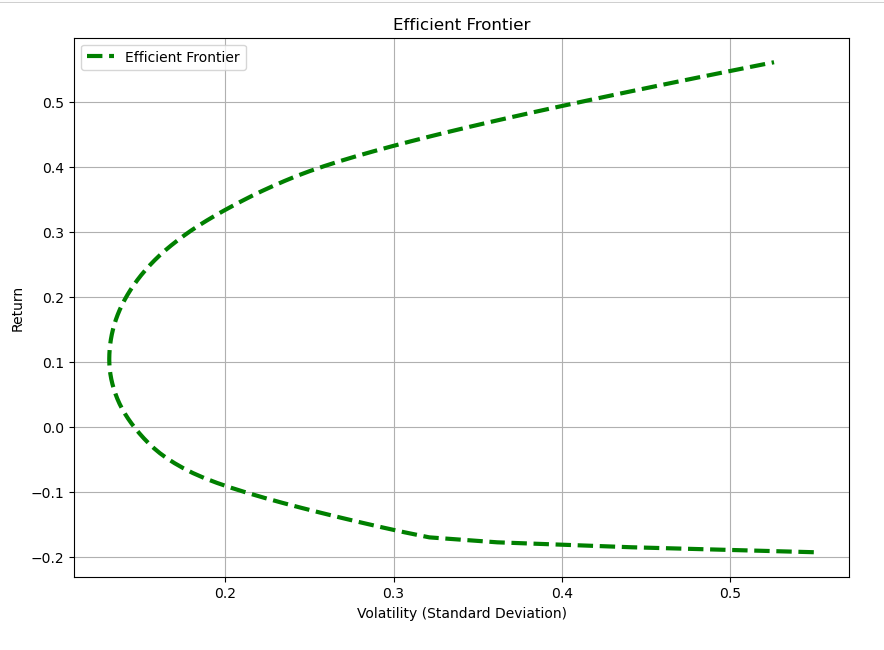 Efficient Frontier
Efficient Frontier
0.5
0.4
0.3
0.2
0.1
0.0
−0.1
−0.2
Return
0.2 0.3 0.4 0.5
Volatility (Standard Deviation)